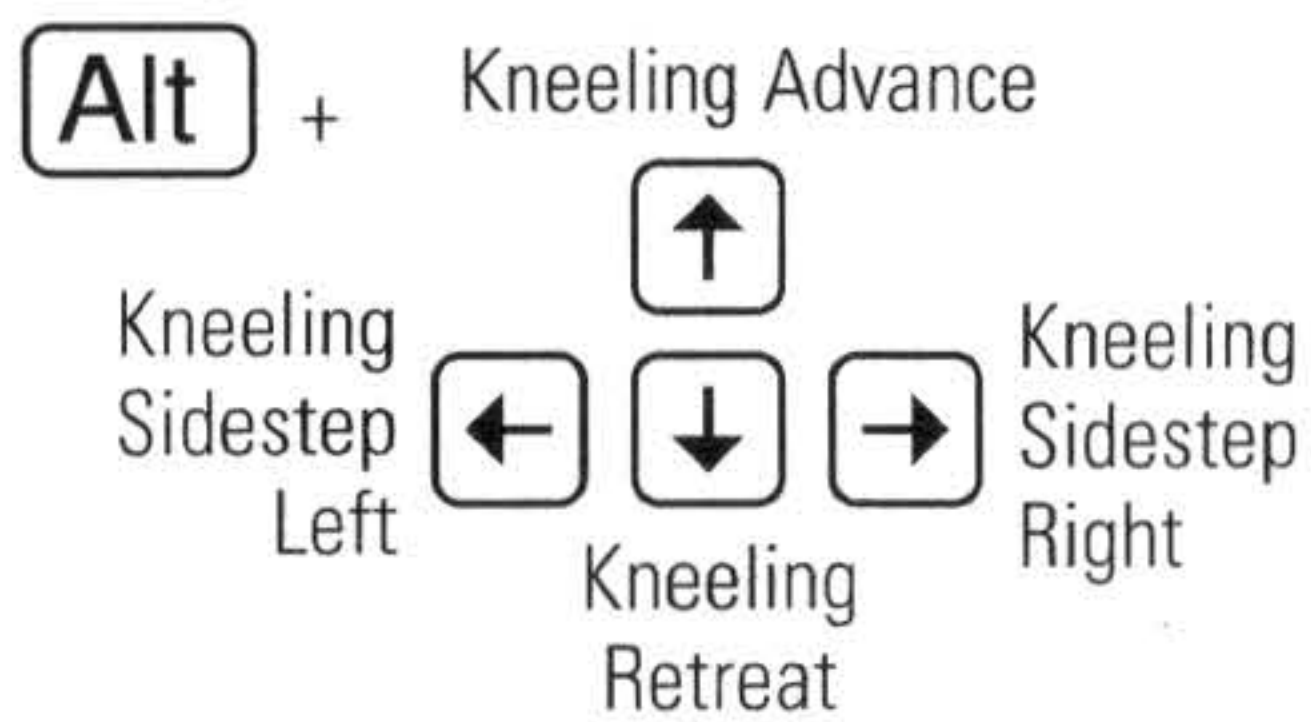 Alt + Kneeling Advance
↑
Kneeling
Sidestep
Left
← ↓ →
Kneeling
Sidestep
Right
Kneeling
Retreat